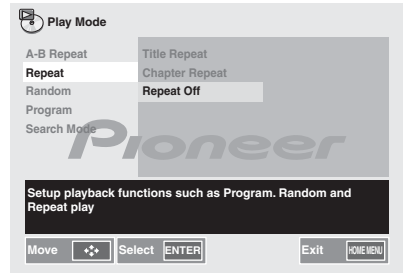 Play Mode
A-B Repeat
Title Repeat
Repeat
Chapter Repeat
Random
Repeat Off
Program
Search Mode
Pioneer
Setup playback functions such as Program. Random and
Repeat play
Move Select ENTER Exit HOME MENU